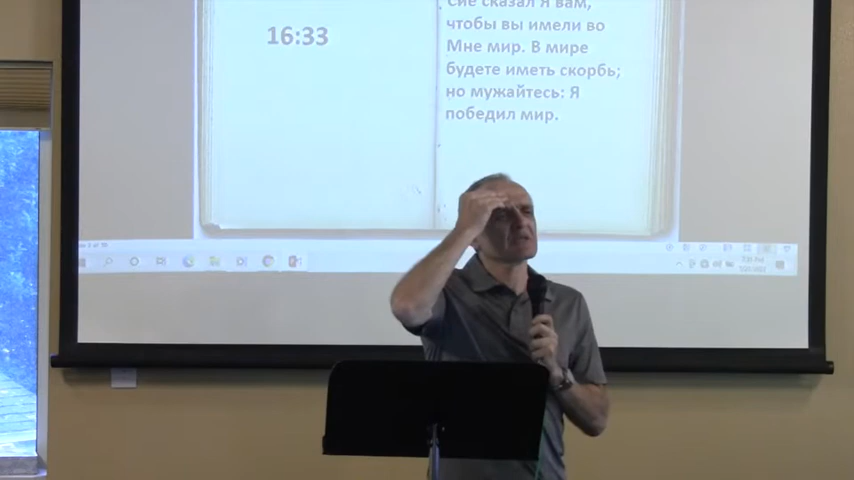 Сие сказал Я вам,
16:33
чтобы вы имели во
Мне мир. В мире
будете иметь скорбь;
но мужайтесь: Я
победил мир.